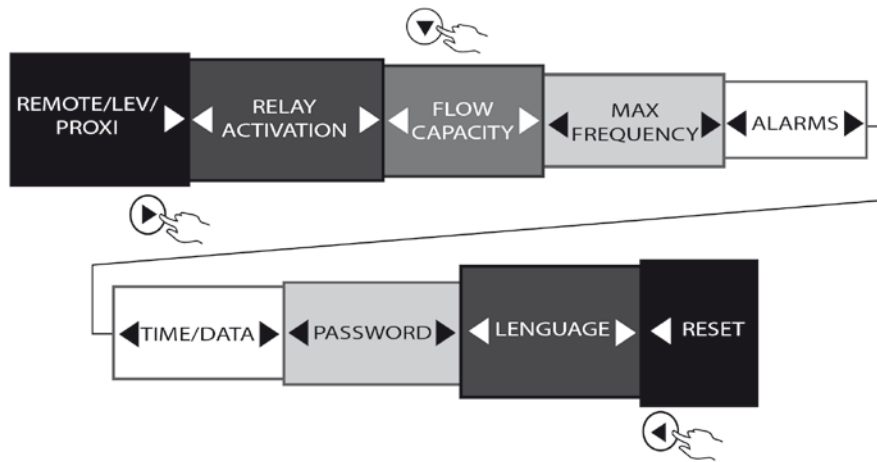 REMOTE/LEV/
PROXI
RELAY
ACTIVATION
FLOW
CAPACITY
MAX
FREQUENCY
ALARMS
TIME/DATA
PASSWORD
LENGUAGE
RESET